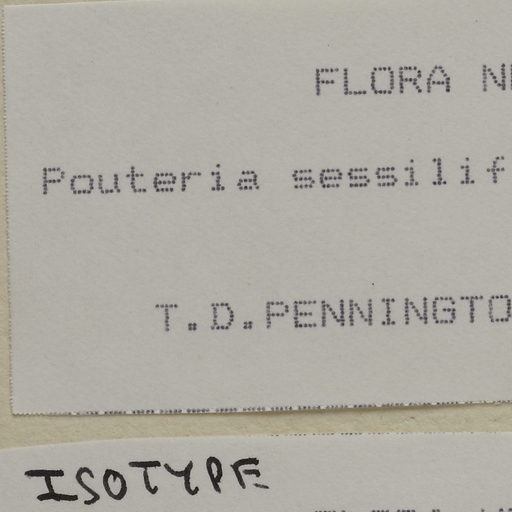 FLORA N
Pouteria sessilif
T.D.PENNINGTO
ISOTYPE